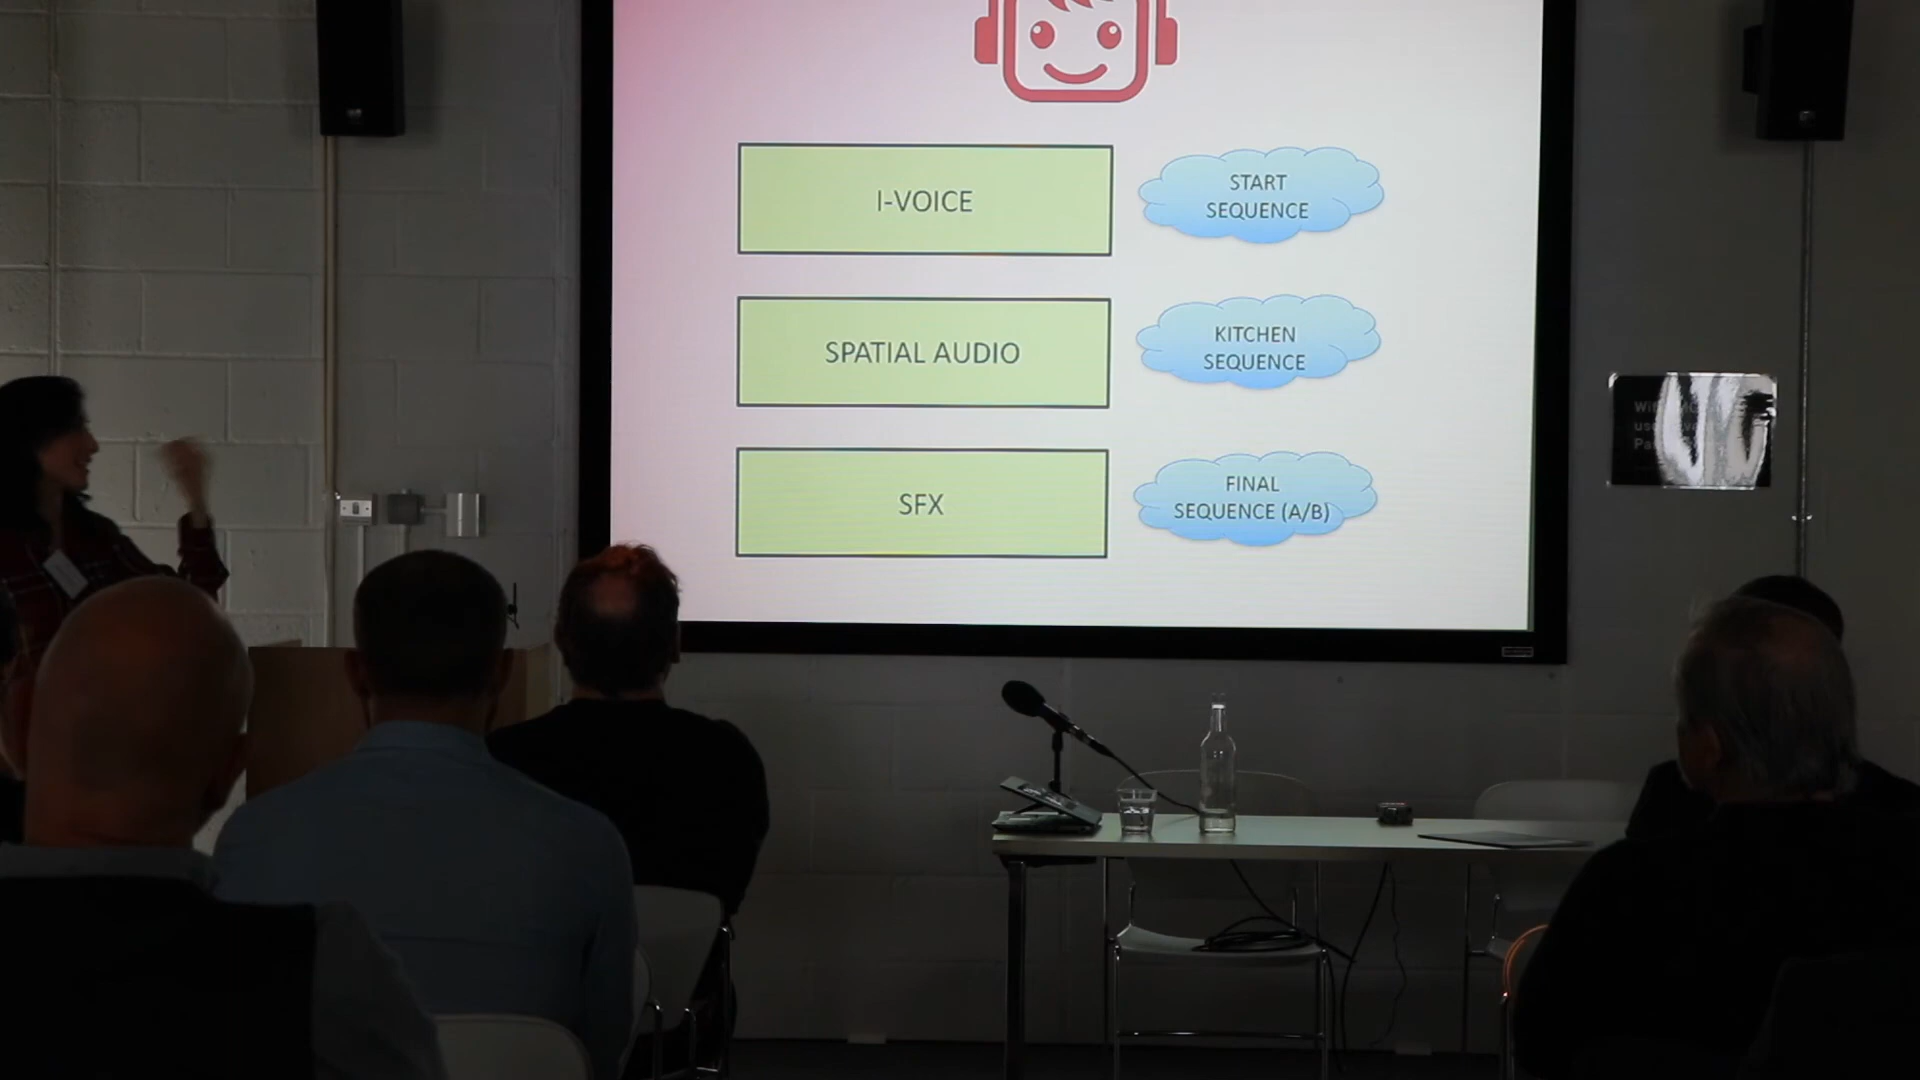 I-VOICE
START
SEQUENCE
SPATIAL AUDIO
KITCHEN
SEQUENCE
SFX
FINAL
SEQUENCE (A/B)